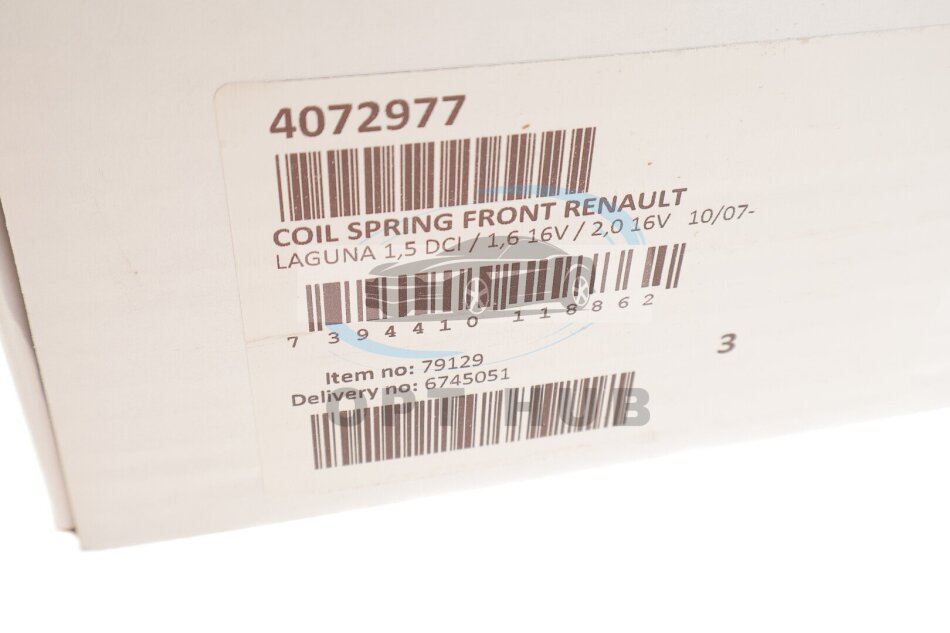 4072977
COIL SPRING FRONT RENAULT
LAGUNA 1,5 DCI / 1,6 16V / 2,0 16V 10/07-
7 394410 118862
3
Item no: 79129
Delivery no: 6745051
OPT HUB